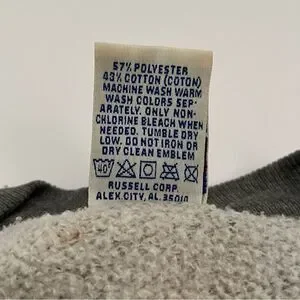 57% POLYESTER
43% COTTON (COTON)
MACHINE WASH WARM
WASH COLORS SEP-
ARATELY. ONLY NON-
CHLORINE BLEACH WHEN
NEEDED. TUMBLE DRY
LOW. DO NOT IRON OR
DRY CLEAN EMBLEM
40°
RUSSELL CORP.
ALEX.CITY, AL. 35010